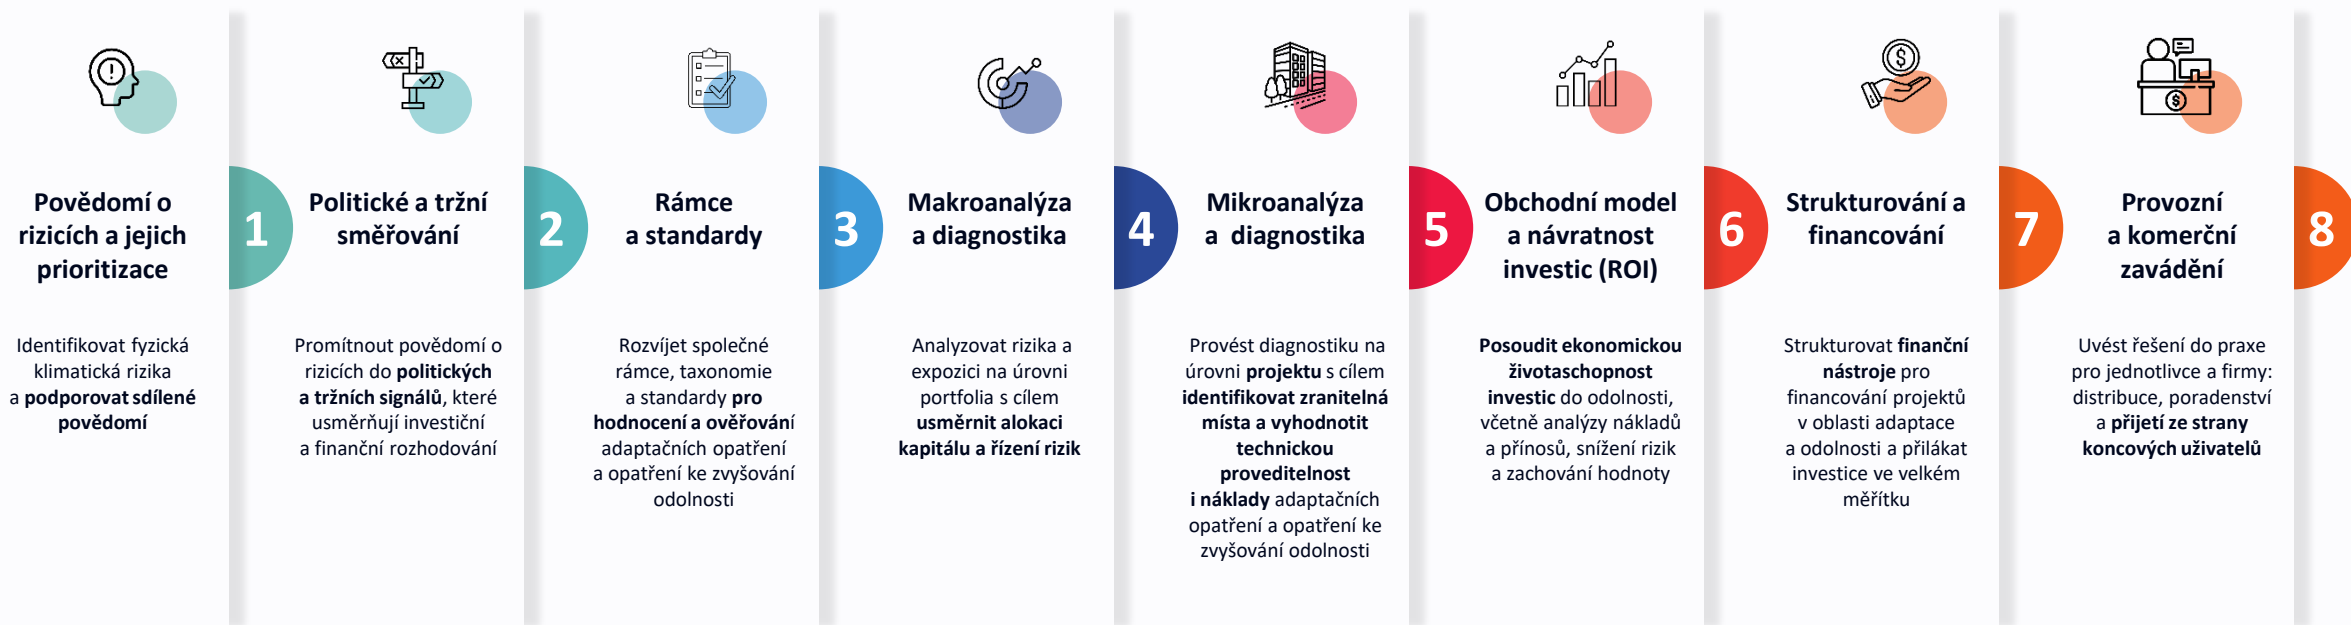 Povědomí o
rizicích a jejich
prioritizace
Identifikovat fyzická
klimatická rizika
a podporovat sdílené
povědomí
1
Politické a tržní
směřování
Promítnout povědomí o
rizicích do politických
a tržních signálů, které
usměrňují investiční
a finanční rozhodování
2
Rámce
a standardy
Rozvíjet společné
rámce, taxonomie
a standardy pro
hodnocení a ověřování
adaptačních opatření
a opatření ke zvyšování
odolnosti
3
Makroanalýza
a diagnostika
Analyzovat rizika a
expozici na úrovni
portfolia s cílem
usměrnit alokaci
kapitálu a řízení rizik
4
Mikroanalýza
a diagnostika
Provést diagnostiku na
úrovni projektu s cílem
identifikovat zranitelná
místa a vyhodnotit
technickou
proveditelnost
i náklady adaptačních
opatření a opatření ke
zvyšování odolnosti
5
Obchodní model
a návratnost
investic (ROI)
Posoudit ekonomickou
životaschopnost
investic do odolnosti,
včetně analýzy nákladů
a přínosů, snížení rizik
a zachování hodnoty
6
Strukturování a
financování
Strukturovat finanční
nástroje pro
financování projektů
v oblasti adaptace
a odolnosti a přilákat
investice ve velkém
měřítku
7
Provozní
a komerční
zavádění
Uvést řešení do praxe
pro jednotlivce a firmy:
distribuce, poradenství
a přijetí ze strany
koncových uživatelů
8